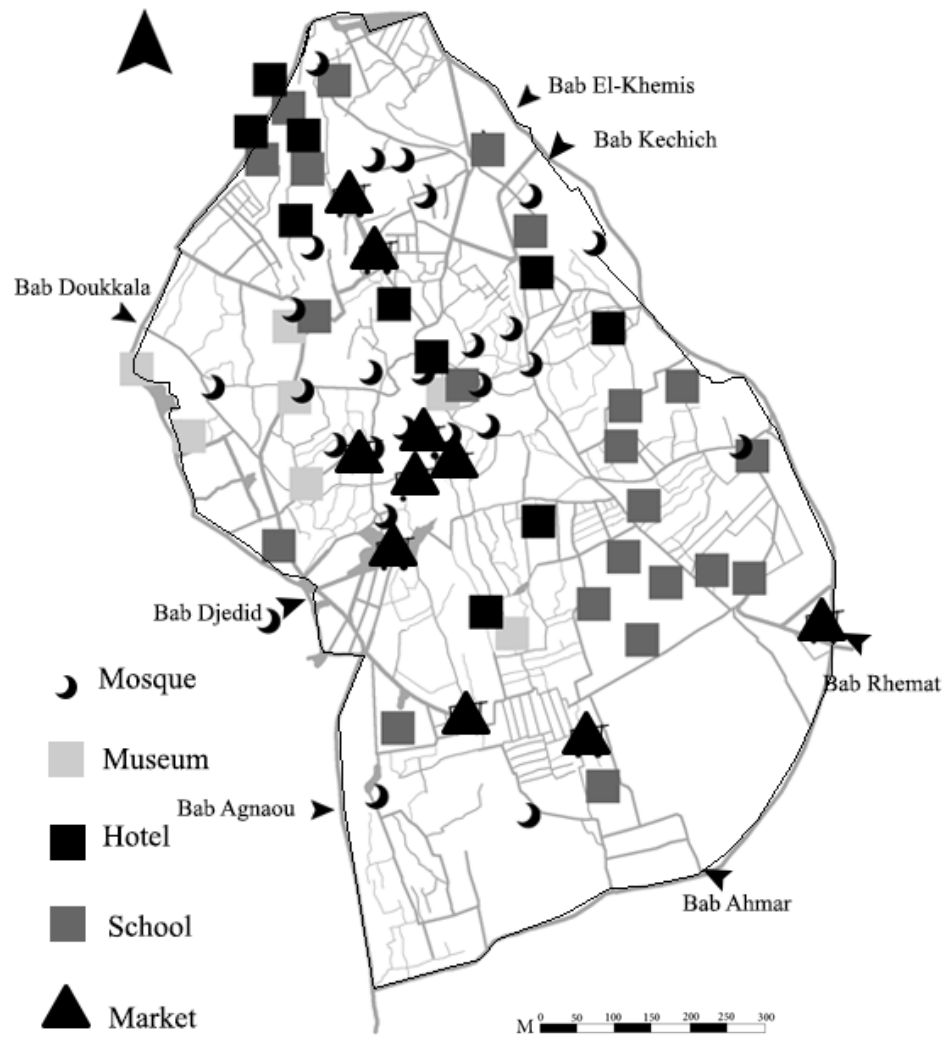 Bab El-Khemis
Bab Kechich
Bab Doukkala
Bab Djedid
Mosque
Bab Rhemat
Museum
Bab Agnaou
Hotel
Bab Ahmar
School
Market
M 0 50 100 150 200 250 300